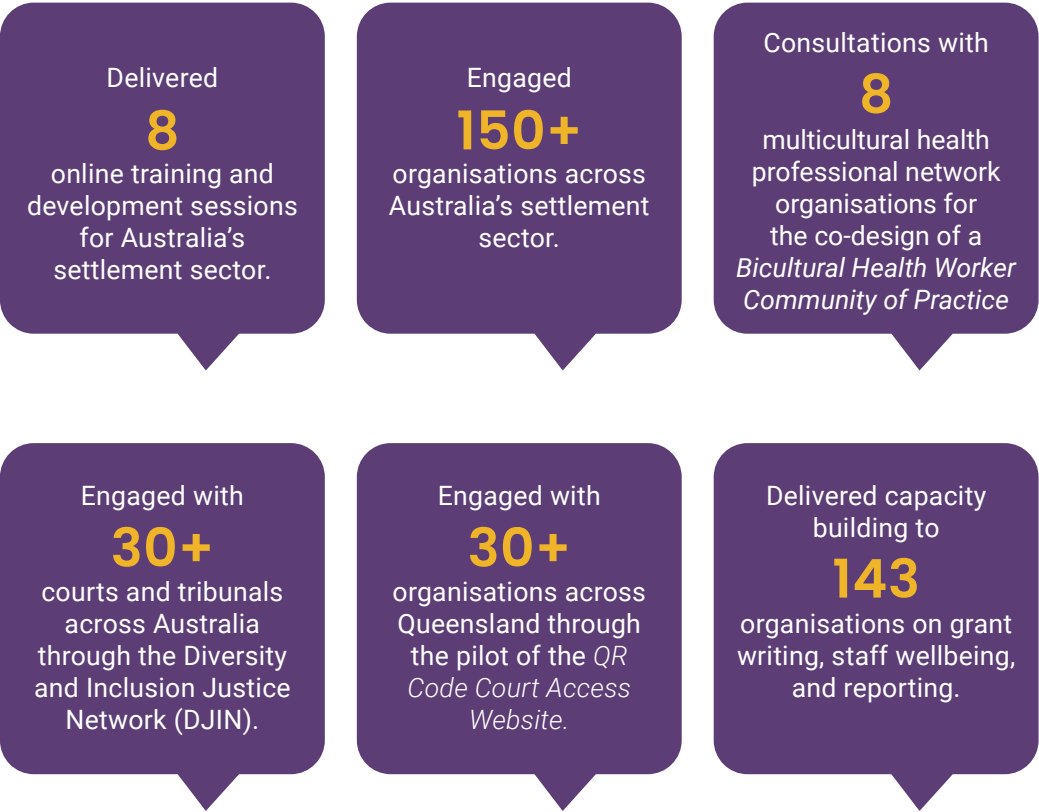 Delivered
8
online training and
development sessions
for Australia’s
settlement sector.
Engaged
150+
organisations across
Australia’s settlement
sector.
Consultations with
8
multicultural health
professional network
organisations for
the co-design of a
Bicultural Health Worker
Community of Practice
Engaged with
30+
courts and tribunals
across Australia
through the Diversity
and Inclusion Justice
Network (DJIN).
Engaged with
30+
organisations across
Queensland through
the pilot of the QR
Code Court Access
Website.
Delivered capacity
building to
143
organisations on grant
writing, staff wellbeing,
and reporting.